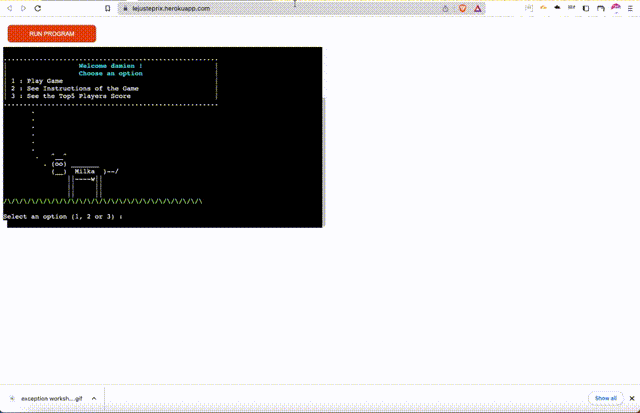 lejusteprix.herokuapp.com
RUN PROGRAM
Welcome damien !
Choose an option
1 : Play Game
2 : See Instructions of the Game
3 : See the Top5 Players Score
^__^
(oo)
(__) Milka )--/
||----w||
/\/\/\/\/\/\/\/\/\/\/\/\/\/\/\/\/\/\/\/\/\/\/\/\/\
Select an option (1, 2 or 3) :
exception worksh....gif
Show all